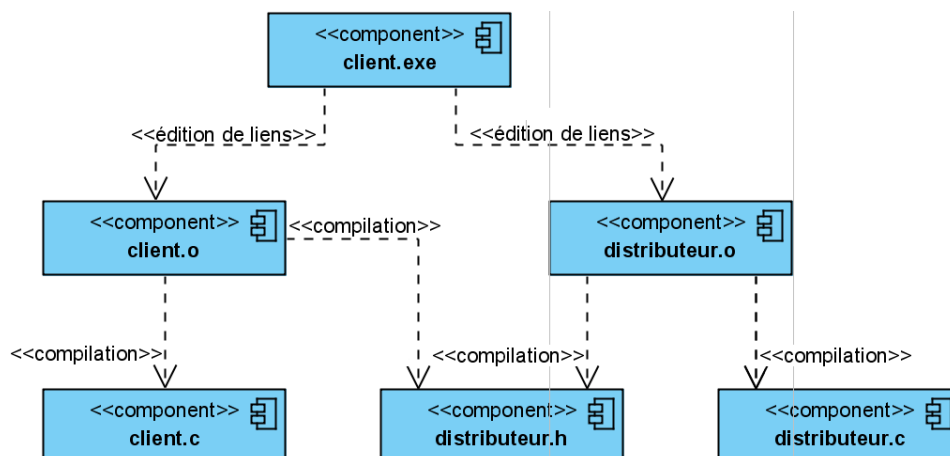 <<component>>
client.exe
<<édition de liens>>
<<édition de liens>>
<<component>>
client.o
<<compilation>>
<<component>>
distributeur.o
<<compilation>>
<<compilation>>
<<compilation>>
<<component>>
client.c
<<component>>
distributeur.h
<<component>>
distributeur.c